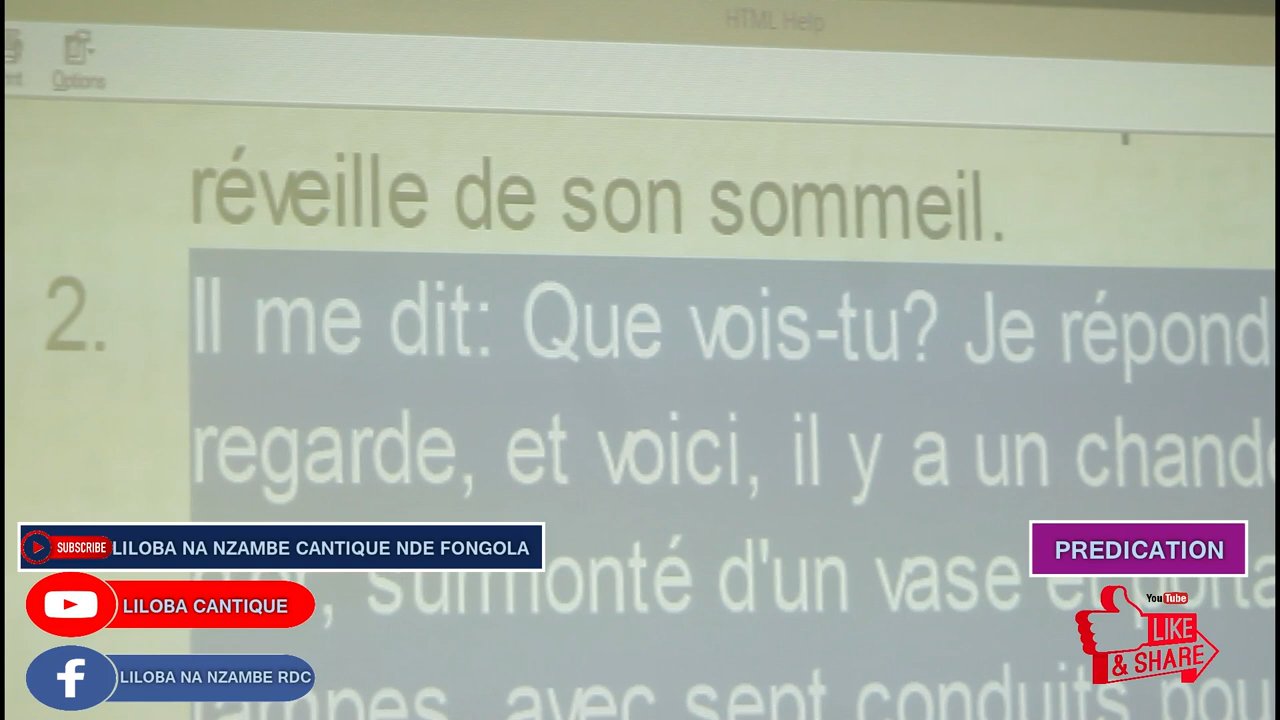 HTML Help
Options
réveille de son sommeil.
2. Il me dit: Que vois-tu? Je répond
regarde, et voici, il y a un chand
surmonté d'un vase et
avec sept conduits pou
SUBSCRIBE LILOBA NA NZAMBE CANTIQUE NDE FONGOLA
PREDICATION
LILOBA CANTIQUE
YouTube
LIKE
& SHARE
LILOBA NA NZAMBE RDC